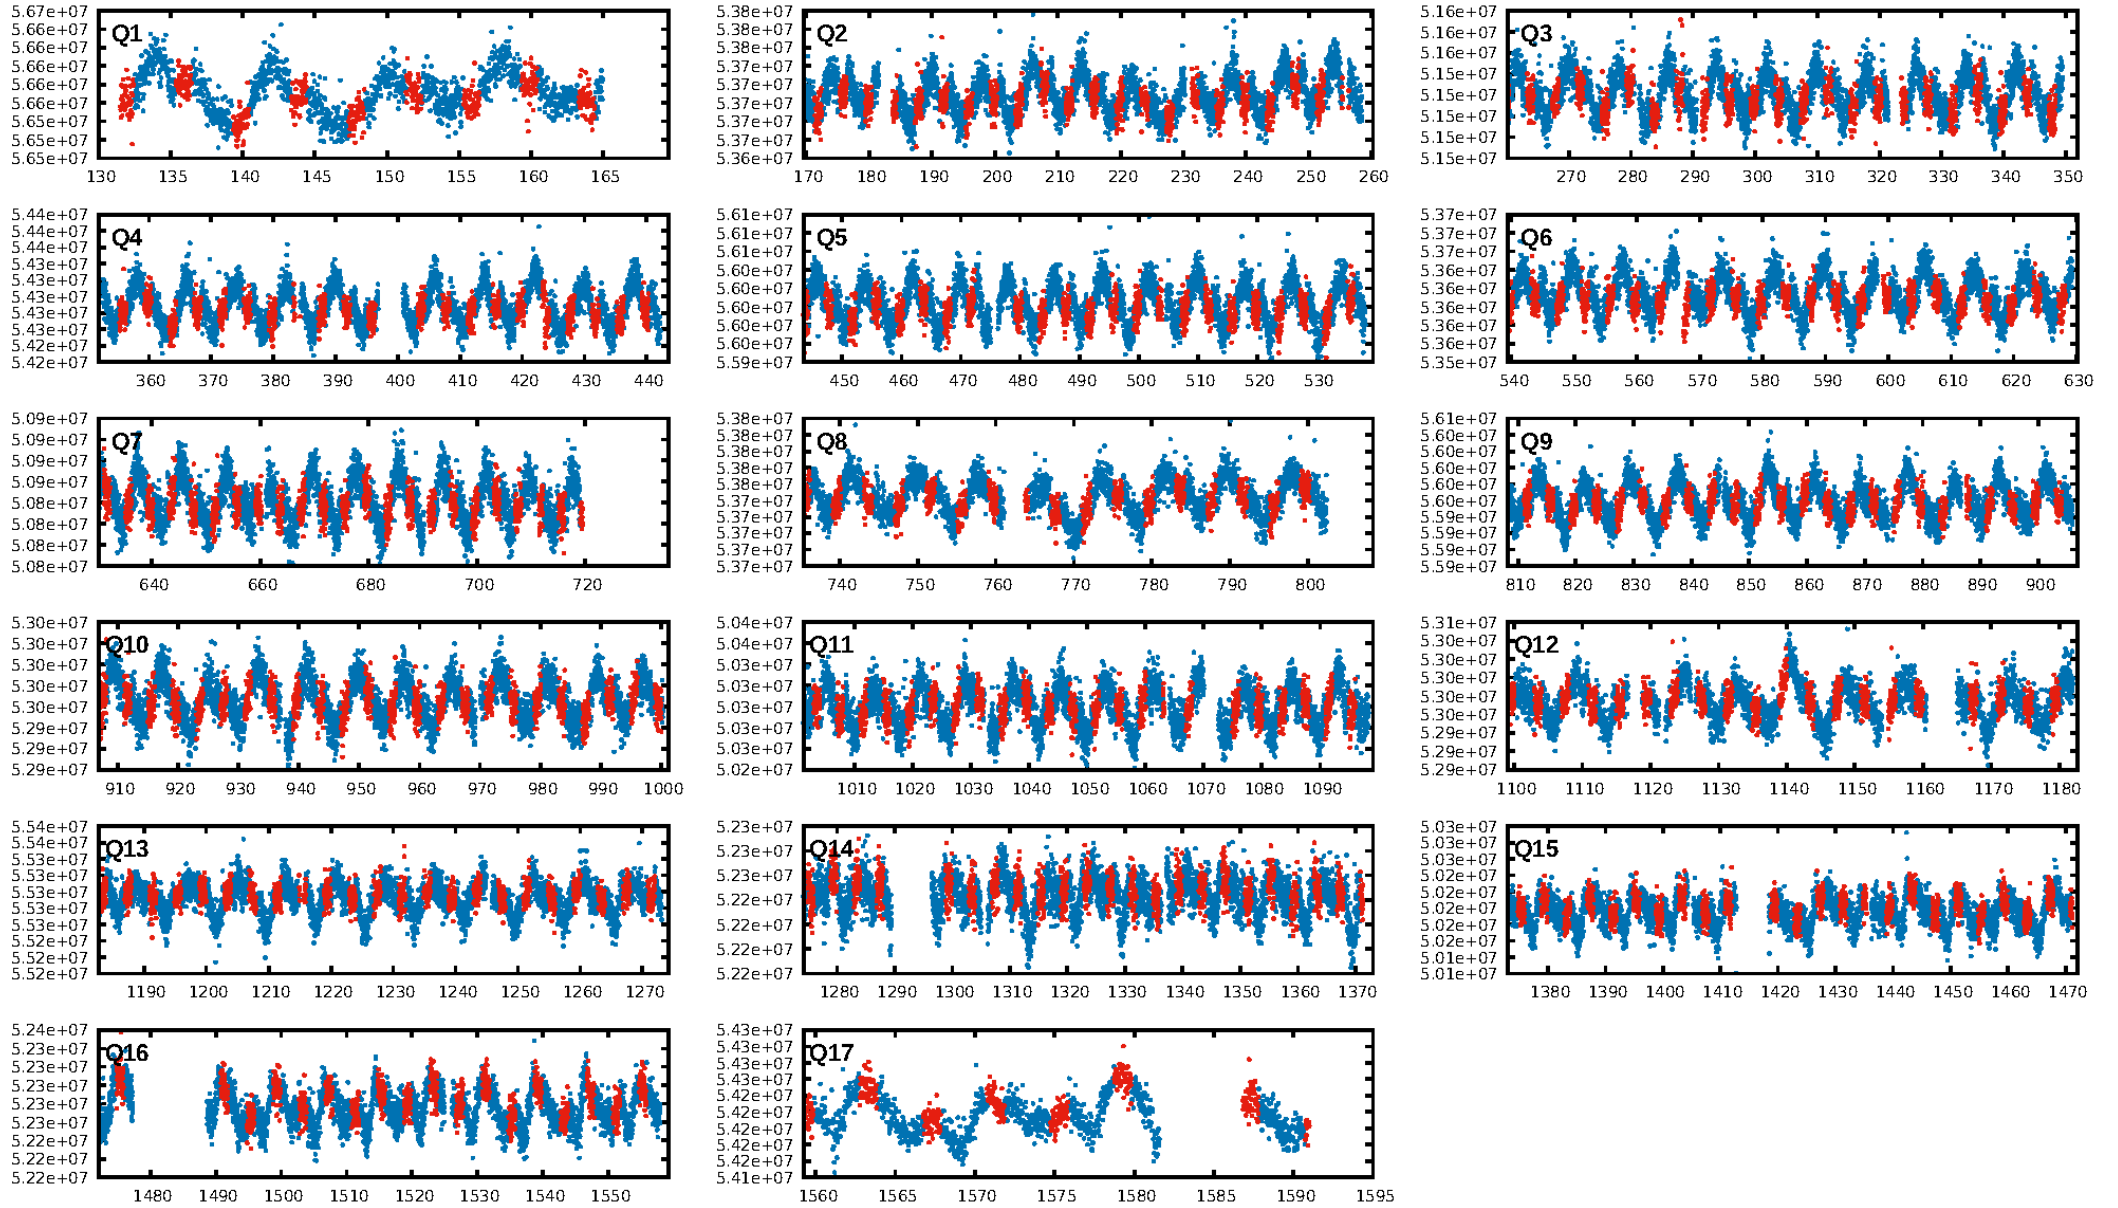 5.67e+07
5.66e+07
5.66e+07
5.66e+07
5.66e+07
5.66e+07
5.65e+07
5.65e+07
5.65e+07
Q1
130 135 140 145 150 155 160 165
5.38e+07
5.38e+07
5.38e+07
5.37e+07
5.37e+07
5.37e+07
5.37e+07
5.37e+07
5.36e+07
Q2
170 180 190 200 210 220 230 240 250 260
5.16e+07
5.16e+07
5.16e+07
5.15e+07
5.15e+07
5.15e+07
5.15e+07
5.15e+07
Q3
270 280 290 300 310 320 330 340 350
5.44e+07
5.44e+07
5.44e+07
5.43e+07
5.43e+07
5.43e+07
5.43e+07
5.43e+07
5.42e+07
5.42e+07
Q4
360 370 380 390 400 410 420 430 440
5.61e+07
5.61e+07
5.61e+07
5.60e+07
5.60e+07
5.60e+07
5.60e+07
5.60e+07
5.59e+07
Q5
450 460 470 480 490 500 510 520 530
5.37e+07
5.37e+07
5.37e+07
5.36e+07
5.36e+07
5.36e+07
5.36e+07
5.36e+07
5.35e+07
Q6
540 550 560 570 580 590 600 610 620 630
5.09e+07
5.09e+07
5.09e+07
5.09e+07
5.08e+07
5.08e+07
5.08e+07
5.08e+07
Q7
640 660 680 700 720
5.38e+07
5.38e+07
5.38e+07
5.38e+07
5.38e+07
5.37e+07
5.37e+07
5.37e+07
5.37e+07
5.37e+07
Q8
740 750 760 770 780 790 800
5.61e+07
5.60e+07
5.60e+07
5.60e+07
5.60e+07
5.60e+07
5.59e+07
5.59e+07
5.59e+07
5.59e+07
Q9
810 820 830 840 850 860 870 880 890 900
5.30e+07
5.30e+07
5.30e+07
5.30e+07
5.30e+07
5.29e+07
5.29e+07
5.29e+07
Q10
910 920 930 940 950 960 970 980 990 1000
5.04e+07
5.04e+07
5.03e+07
5.03e+07
5.03e+07
5.03e+07
5.03e+07
5.02e+07
Q11
1010 1020 1030 1040 1050 1060 1070 1080 1090
5.31e+07
5.30e+07
5.30e+07
5.30e+07
5.30e+07
5.30e+07
5.29e+07
5.29e+07
5.29e+07
Q12
1100 1110 1120 1130 1140 1150 1160 1170 1180
5.54e+07
5.54e+07
5.53e+07
5.53e+07
5.53e+07
5.53e+07
5.53e+07
5.52e+07
5.52e+07
5.52e+07
Q13
1190 1200 1210 1220 1230 1240 1250 1260 1270
5.23e+07
5.23e+07
5.23e+07
5.22e+07
5.22e+07
5.22e+07
5.22e+07
Q14
1280 1290 1300 1310 1320 1330 1340 1350 1360 1370
5.03e+07
5.03e+07
5.03e+07
5.02e+07
5.02e+07
5.02e+07
5.02e+07
5.02e+07
5.01e+07
5.01e+07
Q15
1380 1390 1400 1410 1420 1430 1440 1450 1460 1470
5.24e+07
5.23e+07
5.23e+07
5.23e+07
5.23e+07
5.23e+07
5.22e+07
5.22e+07
5.22e+07
Q16
1480 1490 1500 1510 1520 1530 1540 1550
5.43e+07
5.43e+07
5.43e+07
5.43e+07
5.42e+07
5.42e+07
5.42e+07
5.42e+07
5.42e+07
5.41e+07
Q17
1560 1565 1570 1575 1580 1585 1590 1595